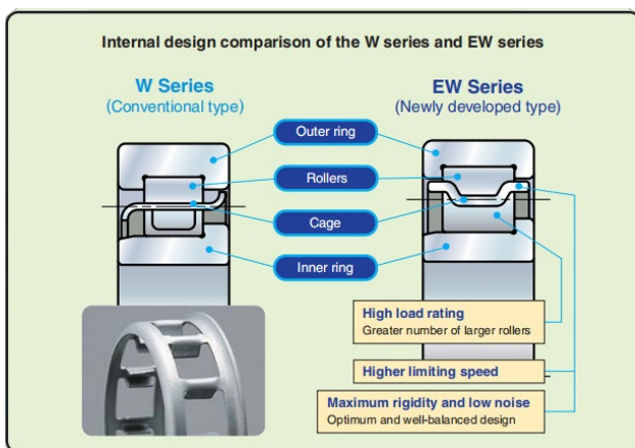 Internal design comparison of the W series and EW series
W Series
(Conventional type)
EW Series
(Newly developed type)
Outer ring
Rollers
Cage
Inner ring
High load rating
Greater number of larger rollers
Higher limiting speed
Maximum rigidity and low noise
Optimum and well-balanced design